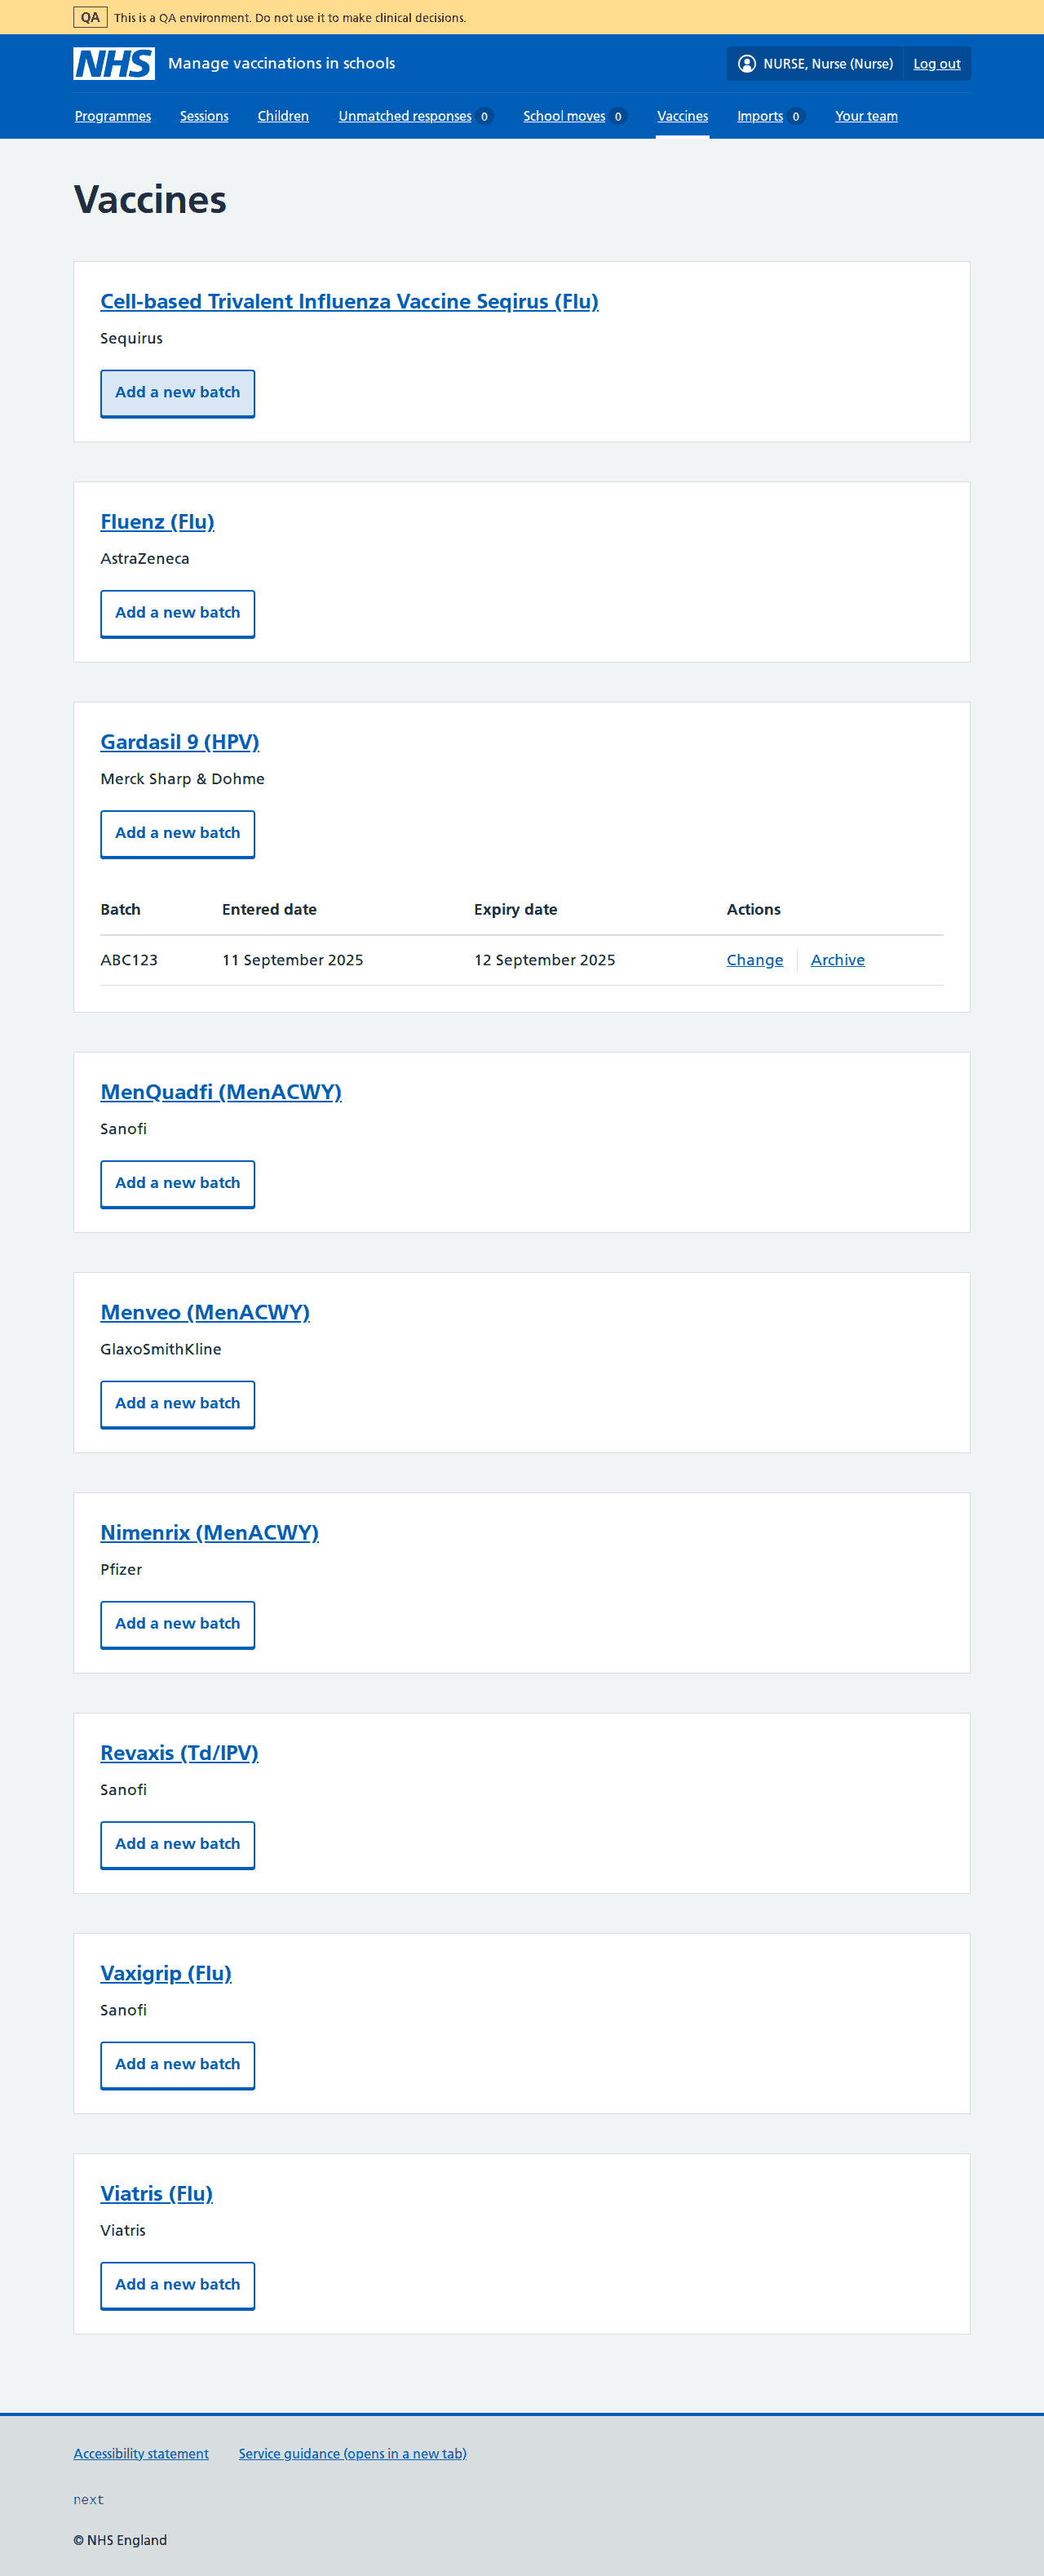 QA This is a QA environment. Do not use it to make clinical decisions.
NHS Manage vaccinations in schools NURSE, Nurse (Nurse) Log out
Programmes Sessions Children Unmatched responses 0 School moves 0 Vaccines Imports 0 Your team
Vaccines
Cell-based Trivalent Influenza Vaccine Seqirus (Flu)
Sequirus
Add a new batch
Fluenz (Flu)
AstraZeneca
Add a new batch
Gardasil 9 (HPV)
Merck Sharp & Dohme
Add a new batch
Batch Entered date Expiry date Actions
ABC123 11 September 2025 12 September 2025 Change Archive
MenQuadfi (MenACWY)
Sanofi
Add a new batch
Menveo (MenACWY)
GlaxoSmithKline
Add a new batch
Nimenrix (MenACWY)
Pfizer
Add a new batch
Revaxis (Td/IPV)
Sanofi
Add a new batch
Vaxigrip (Flu)
Sanofi
Add a new batch
Viatris (Flu)
Viatris
Add a new batch
Accessibility statement Service guidance (opens in a new tab)
next
© NHS England